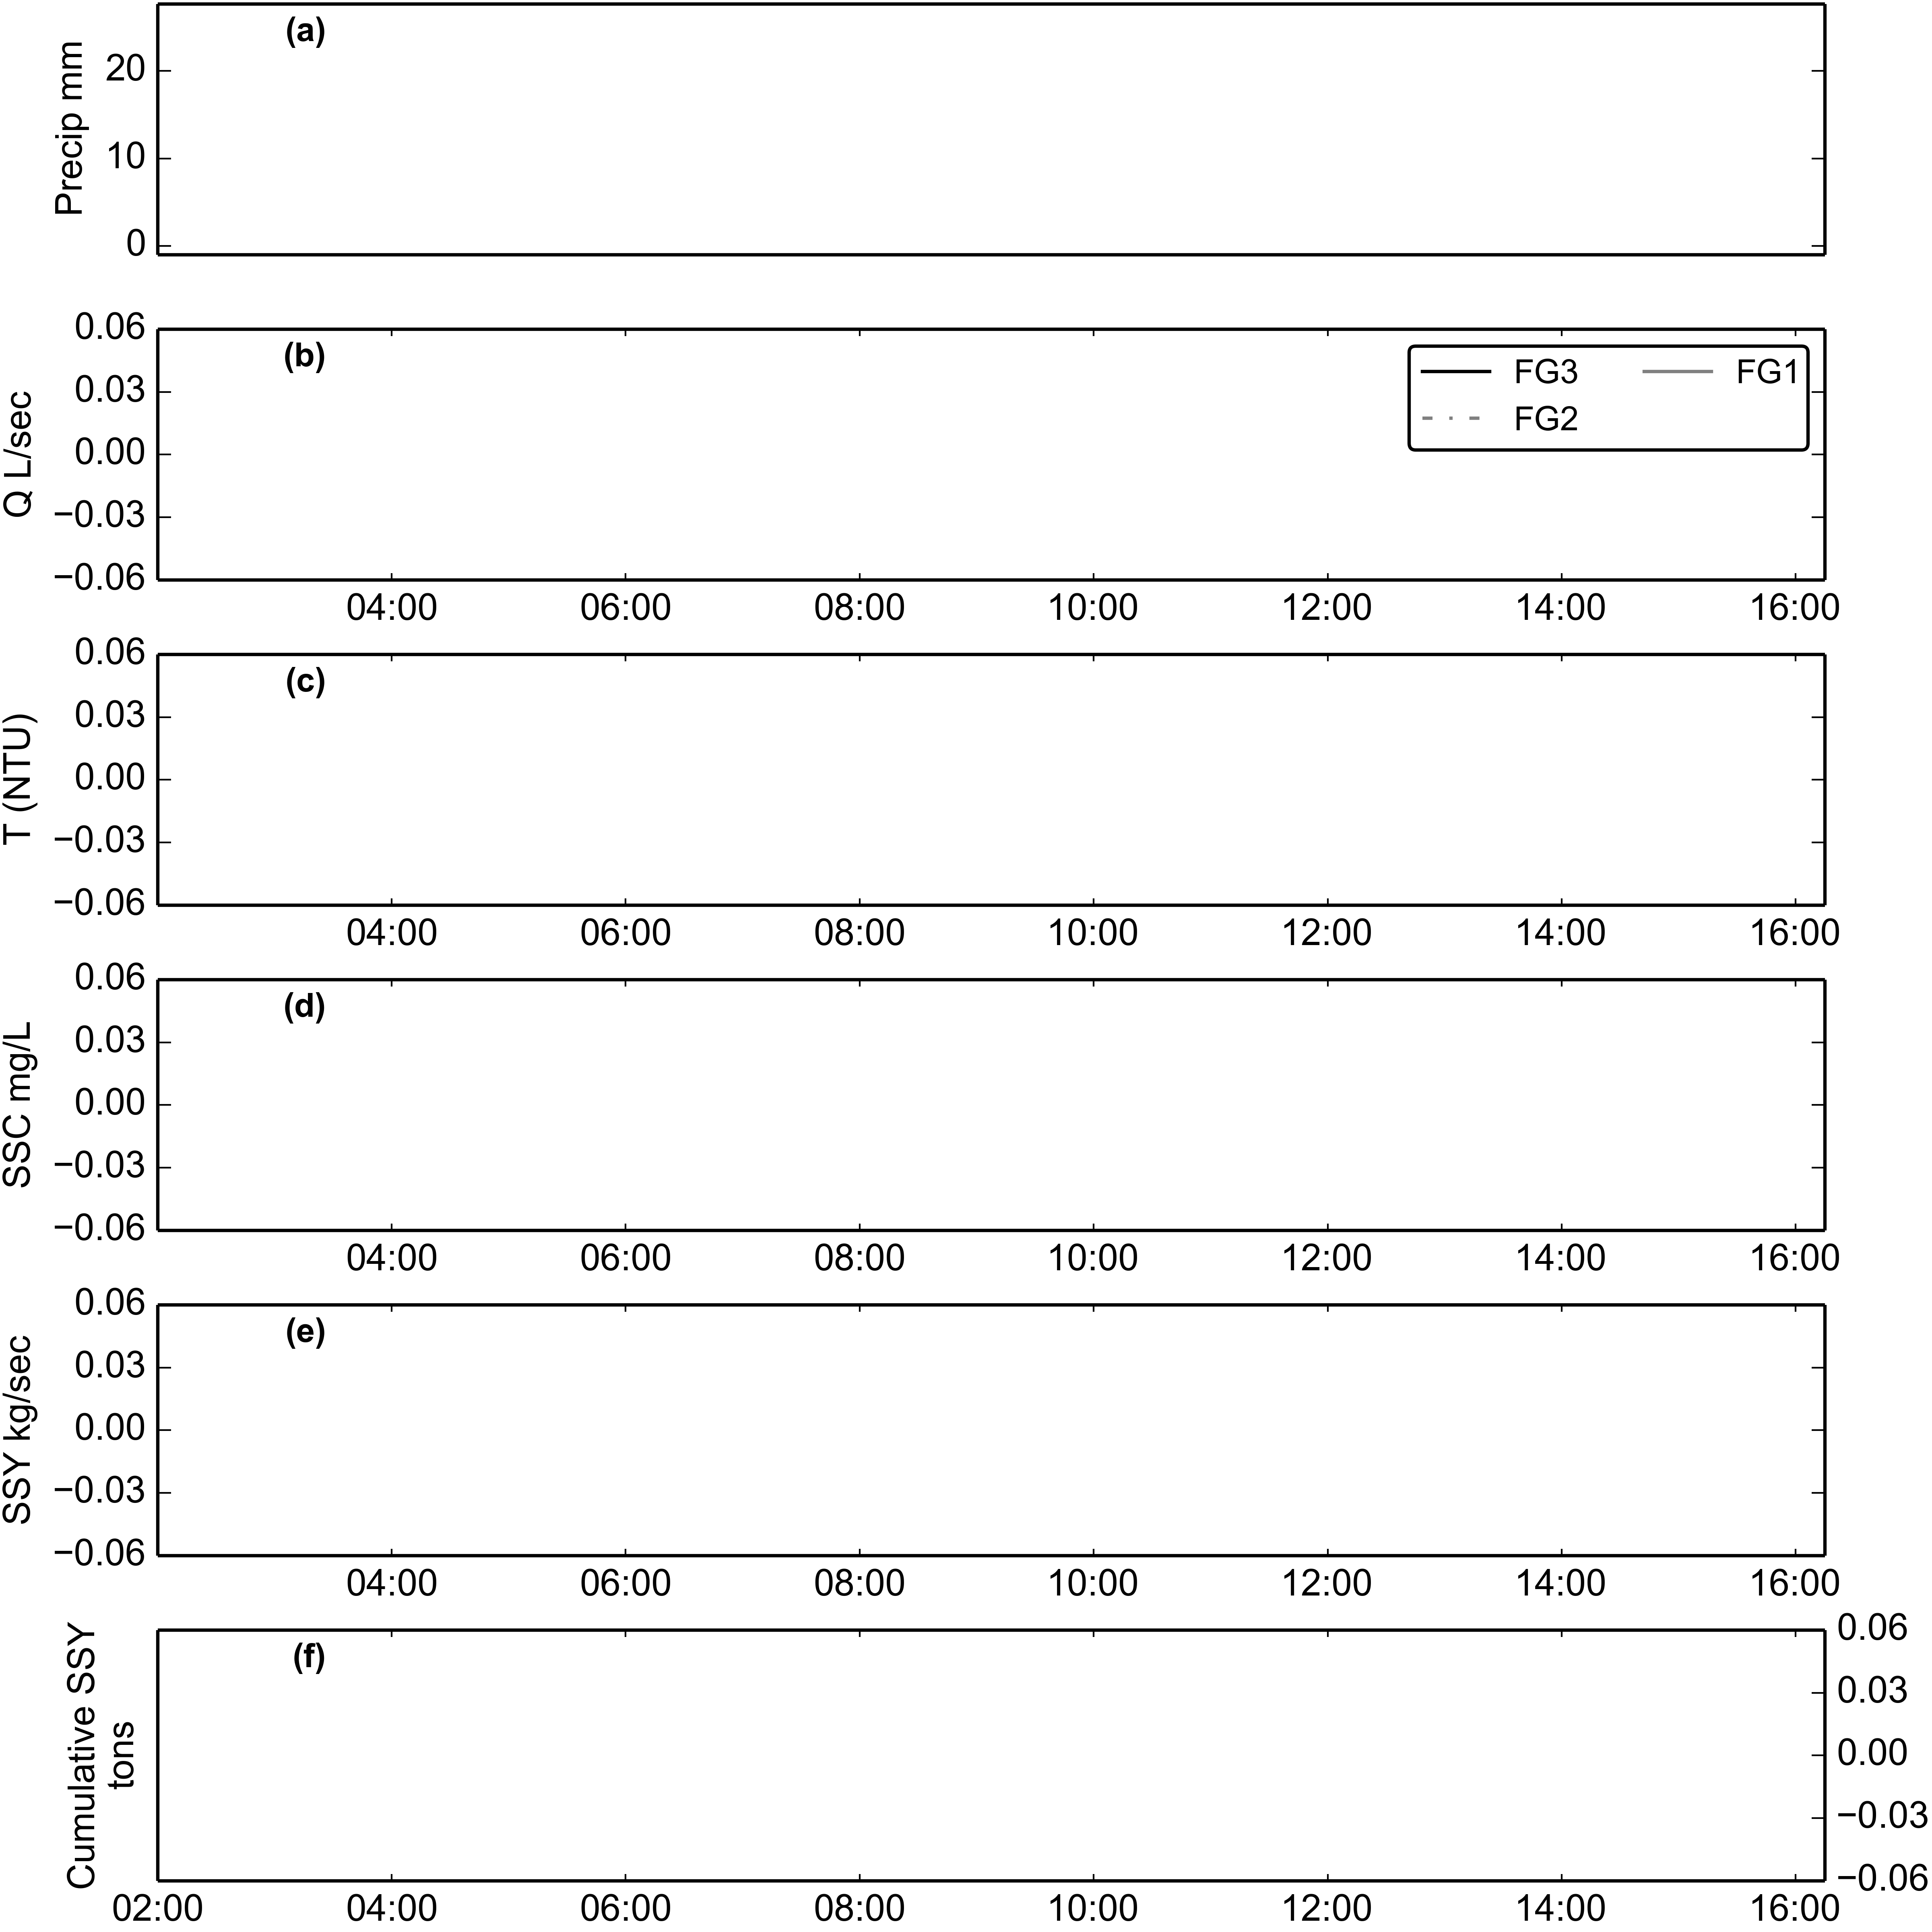 (a)
Precip mm
20
10
0
(b)
Q L/sec
0.06
0.03
0.00
−0.03
−0.06
FG3 FG1
FG2
04:00 06:00 08:00 10:00 12:00 14:00 16:00
(c)
T (NTU)
0.06
0.03
0.00
−0.03
−0.06
04:00 06:00 08:00 10:00 12:00 14:00 16:00
(d)
SSC mg/L
0.06
0.03
0.00
−0.03
−0.06
04:00 06:00 08:00 10:00 12:00 14:00 16:00
(e)
SSY kg/sec
0.06
0.03
0.00
−0.03
−0.06
04:00 06:00 08:00 10:00 12:00 14:00 16:00
(f)
Cumulative SSY
tons
0.06
0.03
0.00
−0.03
−0.06
02:00 04:00 06:00 08:00 10:00 12:00 14:00 16:00